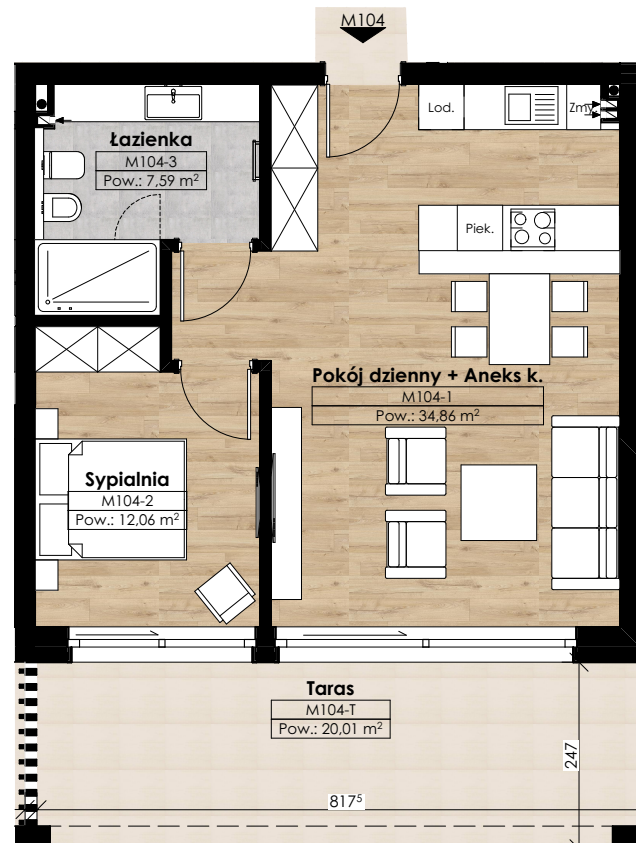 M104
Lod.
Zmy
Łazienka
M104-3
Pow.: 7,59 m²
Piek.
Pokój dzienny + Aneks k.
M104-1
Pow.: 34,86 m²
Sypialnia
M104-2
Pow.: 12,06 m²
Taras
M104-T
Pow.: 20,01 m²
247
817⁵